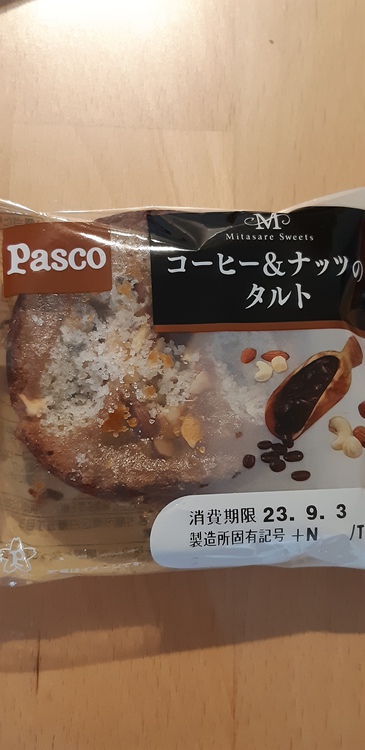 Pasco
M
Mitasare Sweets
コーヒー&ナッツの
タルト
消費期限 23. 9. 3
製造所固有記号 +N /T